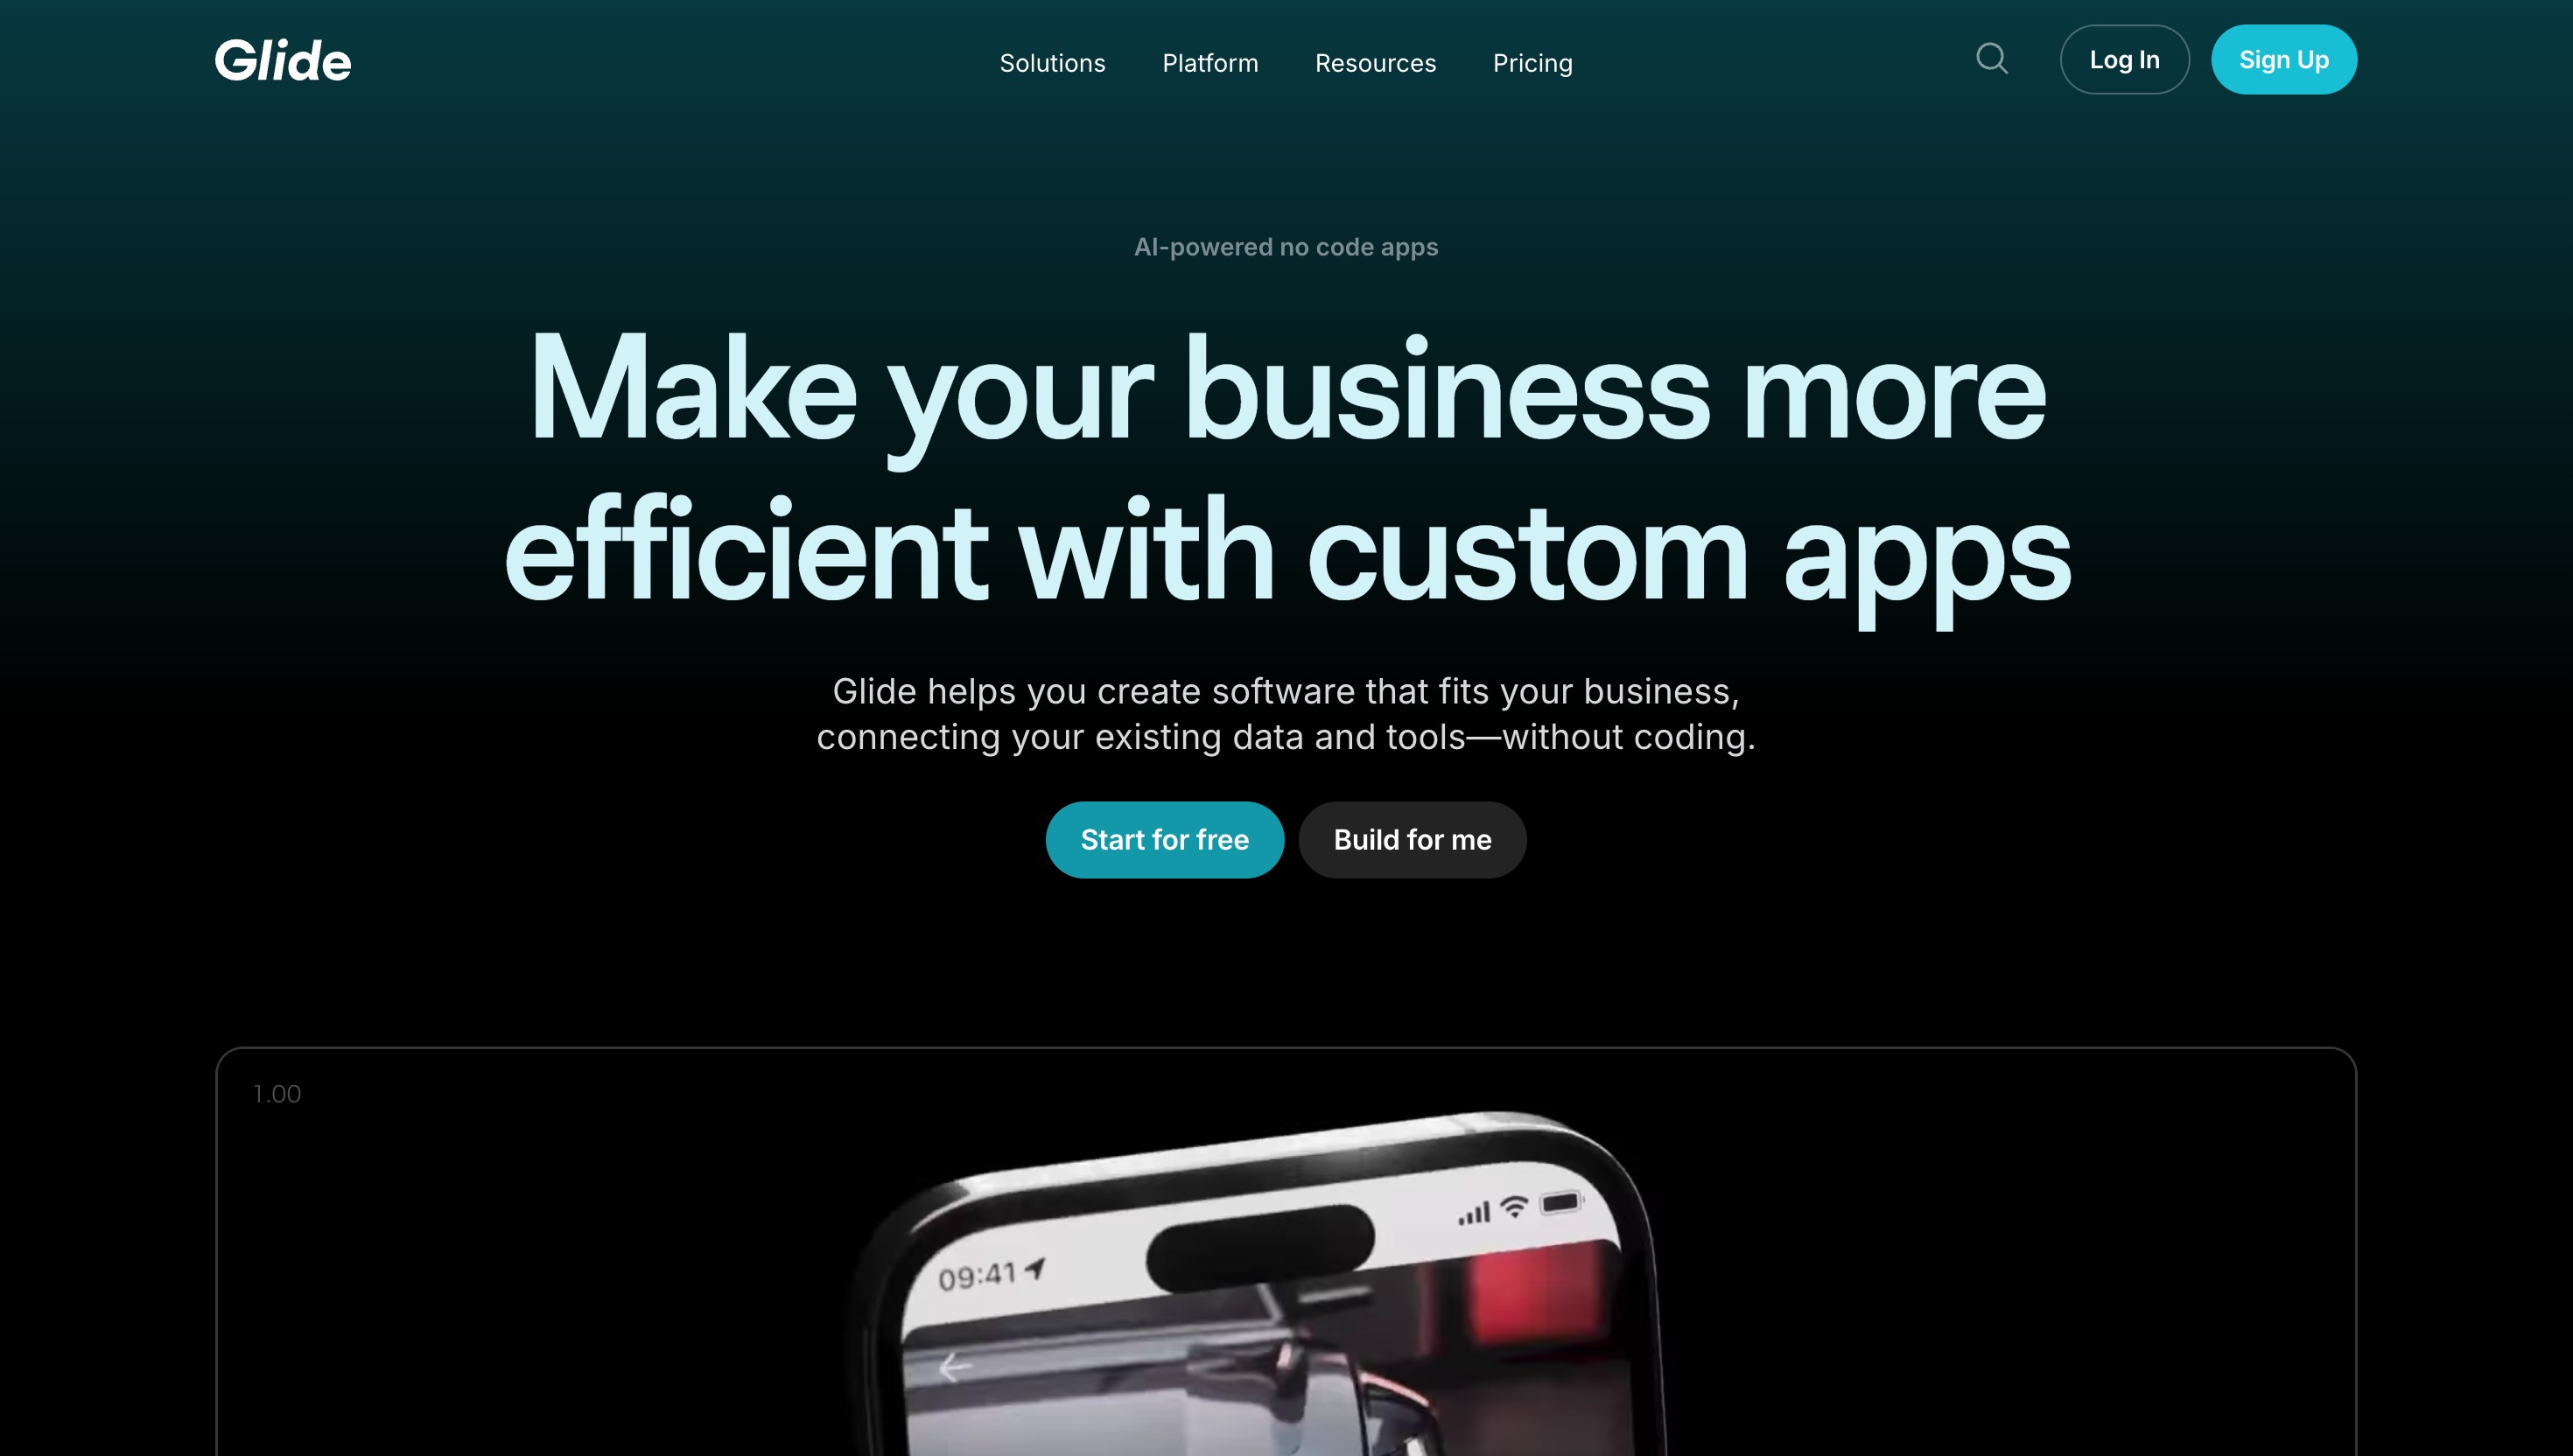 Glide
Solutions Platform Resources Pricing
Log In Sign Up
AI-powered no code apps
Make your business more
efficient with custom apps
Glide helps you create software that fits your business,
connecting your existing data and tools—without coding.
Start for free Build for me
1.00
09:41